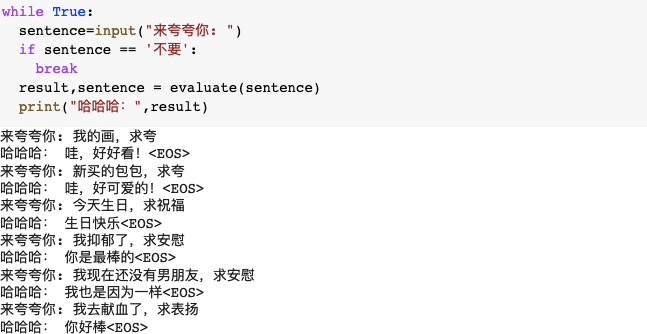 while True:
  sentence=input("来夸夸你：")
  if sentence == '不要':
    break
  result,sentence = evaluate(sentence)
  print("哈哈哈：",result)
来夸夸你：我的画，求夸
哈哈哈： 哇，好好看！<EOS>
来夸夸你：新买的包包，求夸
哈哈哈： 哇，好可爱的！<EOS>
来夸夸你：今天生日，求祝福
哈哈哈： 生日快乐<EOS>
来夸夸你：我抑郁了，求安慰
哈哈哈： 你是最棒的<EOS>
来夸夸你：我现在还没有男朋友，求安慰
哈哈哈： 我也是因为一样<EOS>
来夸夸你：我去献血了，求表扬
哈哈哈： 你好棒<EOS>